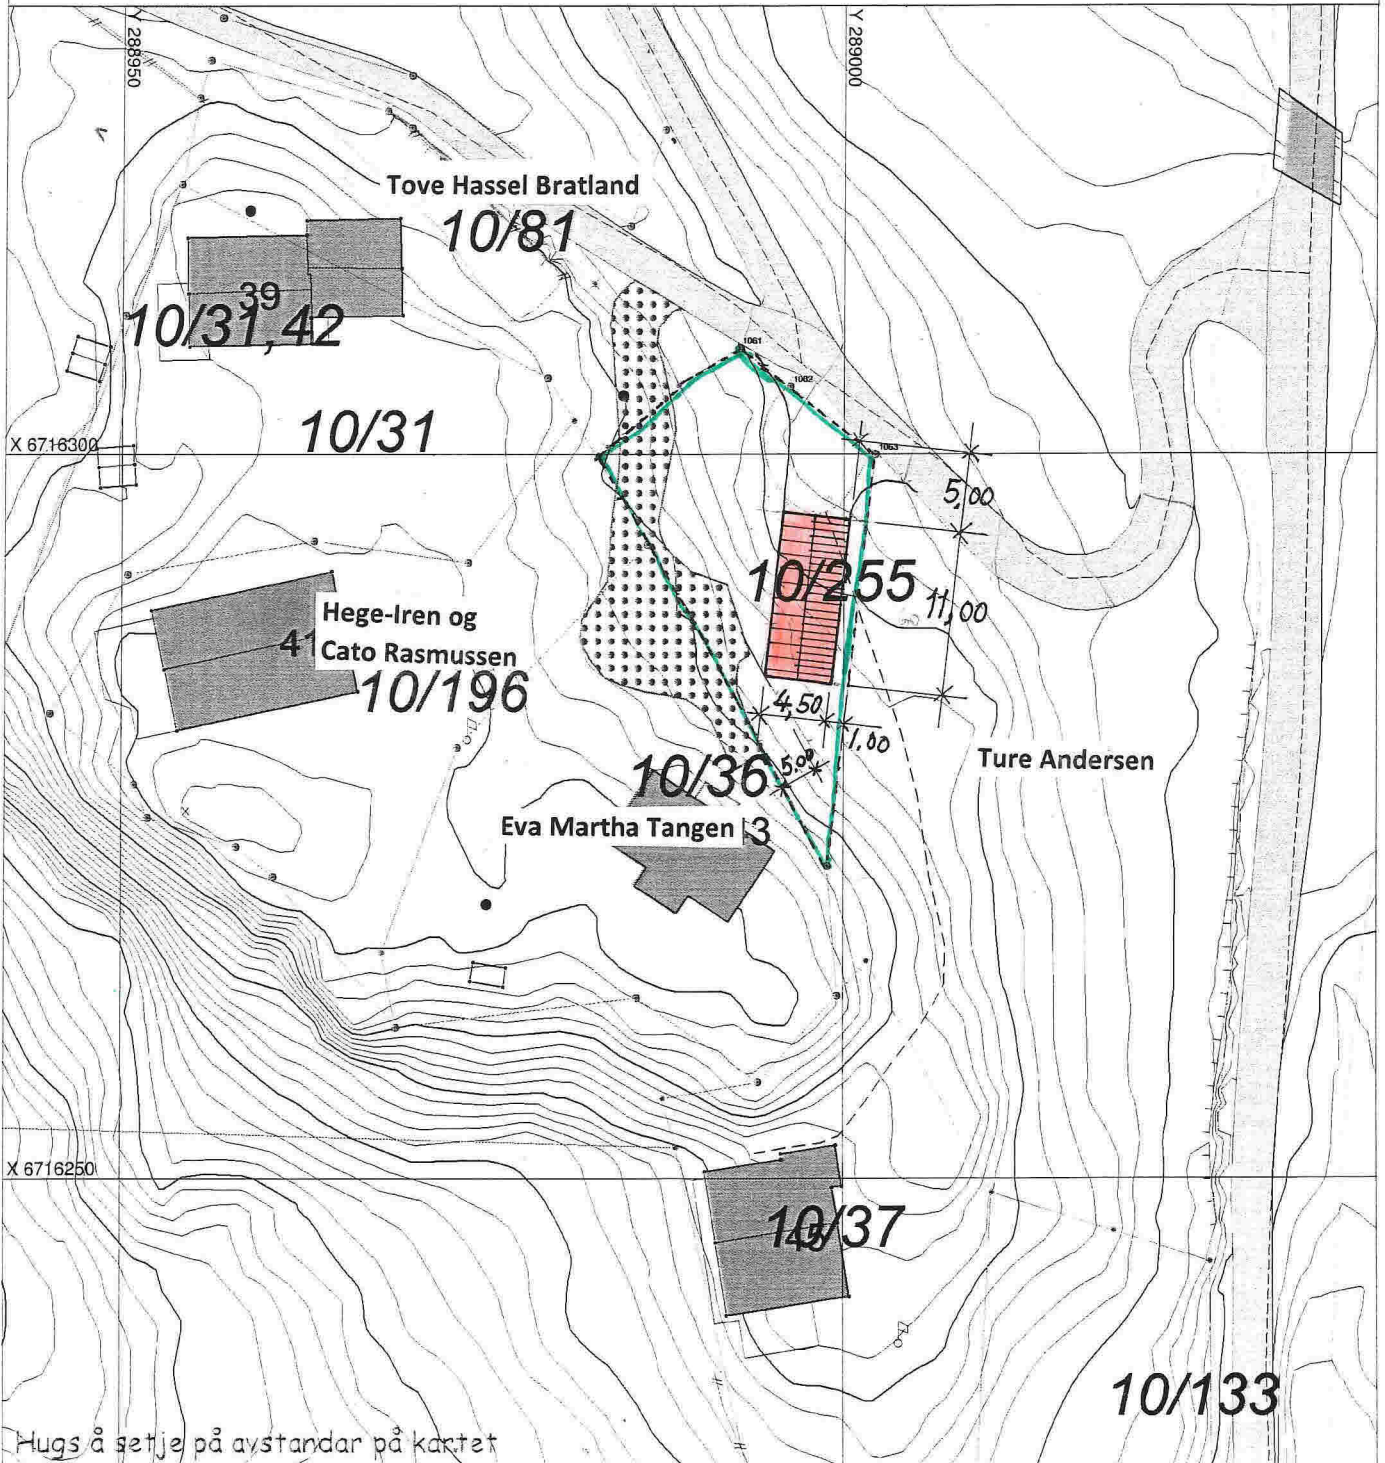 Y 288950
Y 289000
Tove Hassel Bratland
10/81
39
10/31,42
1061
1062
10/31
X 6716300
1063
5,00
10/255
11,00
Hege-Iren og
41
Cato Rasmussen
10/196
4,50
1,00
Ture Andersen
10/36
5,00
Eva Martha Tangen
3
X 6716250
10/37
45
10/133
Hugs å setje på avstandar på kartet